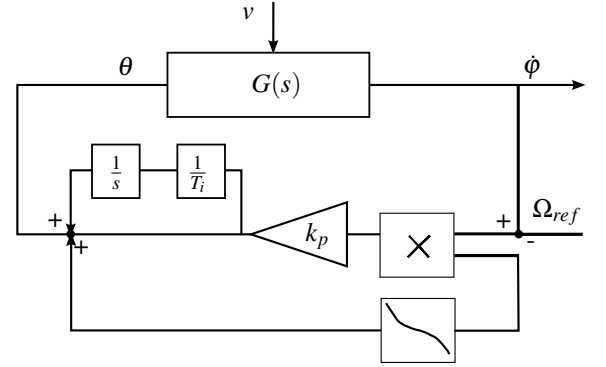 v
θ
G(s)
φ̇
1/s
1/T_i
+
+
k_p
×
+
Ω_ref
-